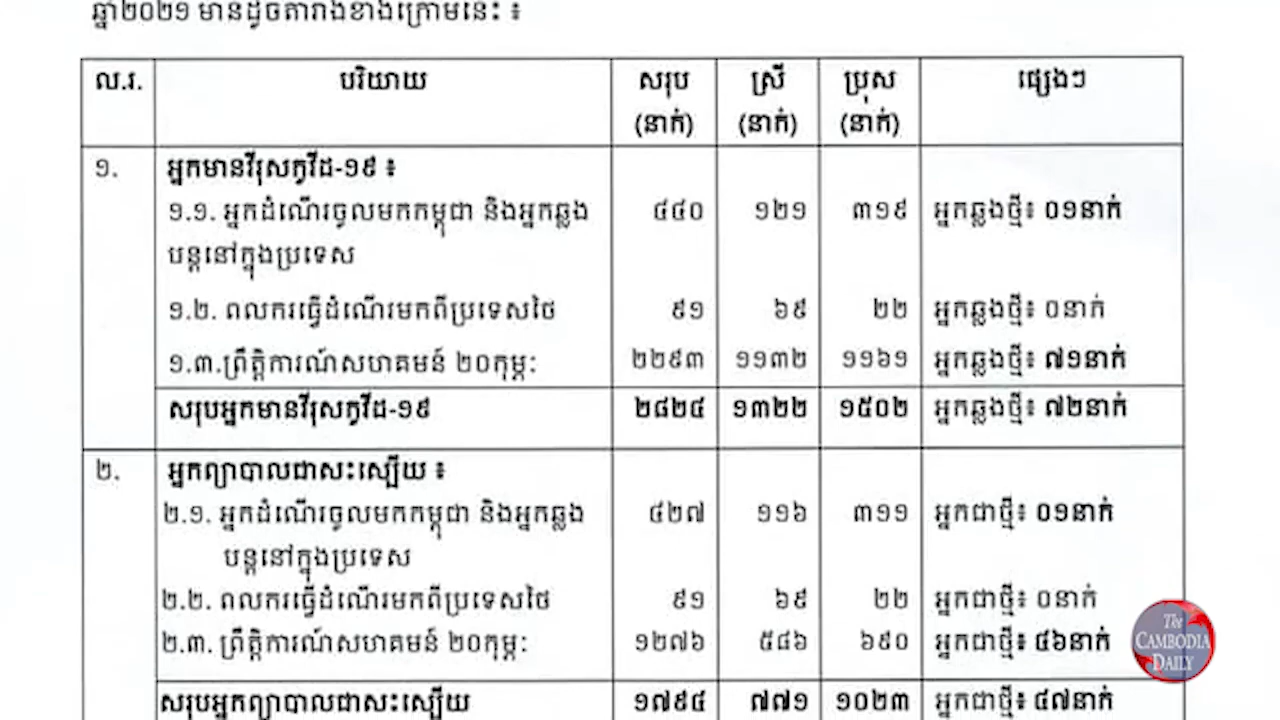 ឆ្នាំ២០២១ មានដូចតារាងខាងក្រោមនេះ ៖
ល.រ. បរិយាយ សរុប ស្រី ប្រុស ផ្សេងៗ
(នាក់) (នាក់) (នាក់)
១. អ្នកមានវីរុសកូវីដ-១៩ ៖
១.១. អ្នកដំណើរចូលមកកម្ពុជា និងអ្នកឆ្លង ៤៤០ ១២១ ៣១៩ អ្នកឆ្លងថ្មី៖ ០១នាក់
បន្តនៅក្នុងប្រទេស
១.២. ពលករធ្វើដំណើរមកពីប្រទេសថៃ ៩១ ៦៩ ២២ អ្នកឆ្លងថ្មី៖ ០នាក់
១.៣.ព្រឹត្តិការណ៍សហគមន៍ ២០កុម្ភៈ ២២៩៣ ១១៣២ ១១៦១ អ្នកឆ្លងថ្មី៖ ៧១នាក់
សរុបអ្នកមានវីរុសកូវីដ-១៩ ២៨២៤ ១៣២២ ១៥០២ អ្នកឆ្លងថ្មី៖ ៧២នាក់
២. អ្នកព្យាបាលជាសះស្បើយ ៖
២.១. អ្នកដំណើរចូលមកកម្ពុជា និងអ្នកឆ្លង ៤២៧ ១១៦ ៣១១ អ្នកជាថ្មី៖ ០១នាក់
បន្តនៅក្នុងប្រទេស
២.២. ពលករធ្វើដំណើរមកពីប្រទេសថៃ ៩១ ៦៩ ២២ អ្នកជាថ្មី៖ ០នាក់
២.៣. ព្រឹត្តិការណ៍សហគមន៍ ២០កុម្ភៈ ១២៧៦ ៥៨៦ ៦៩០ អ្នកជាថ្មី៖ ៤៦នាក់
សរុបអ្នកព្យាបាលជាសះស្បើយ ១៧៩៤ ៧៧១ ១០២៣ អ្នកជាថ្មី៖ ៤៧នាក់
The
CAMBODIA
DAILY